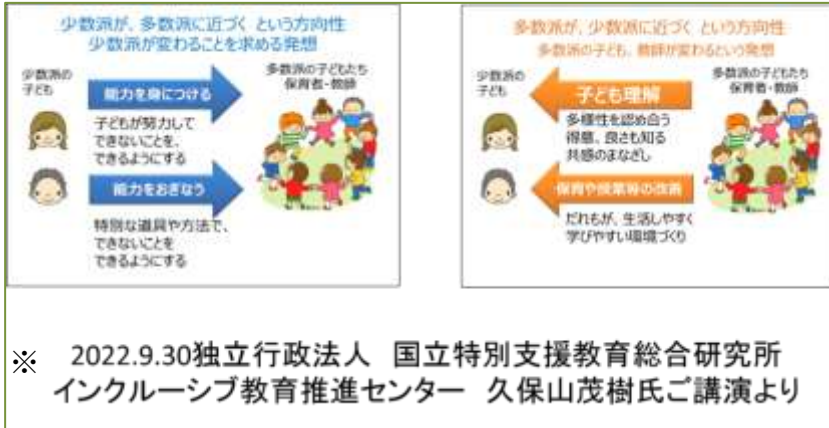 少数派が、多数派に近づく という方向性
少数派が変わることを求める発想
少数派の
子ども
多数派の子どもたち
保育者・教師
能力を身につける
子どもが努力して
できないことを、
できるようにする
能力をおぎなう
特別な道具や方法で、
できないことを
できるようにする
多数派が、少数派に近づく という方向性
多数派の子ども、教師が変わるという発想
少数派の
子ども
多数派の子どもたち
保育者・教師
子ども理解
多様性を認め合う
得意、良さも知る
共感のまなざし
保育や授業等の改善
だれもが、生活しやすく
学びやすい環境づくり
※ 2022.9.30独立行政法人 国立特別支援教育総合研究所
インクルーシブ教育推進センター 久保山茂樹氏ご講演より